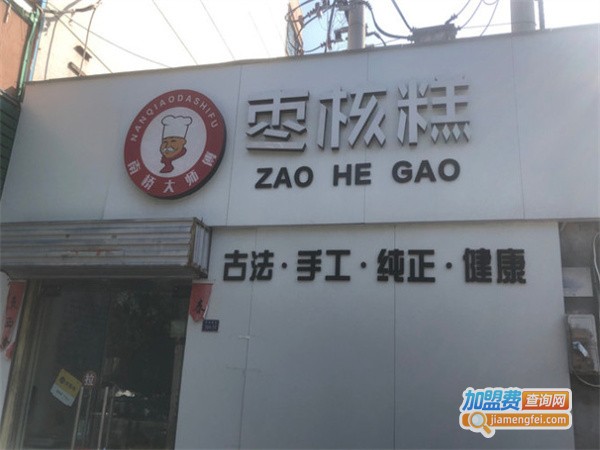 NANQIAODASHIFU
南桥大师傅
枣核糕
ZAO HE GAO
古法·手工·纯正·健康
拉
加盟费查询网
jiamengfei.com